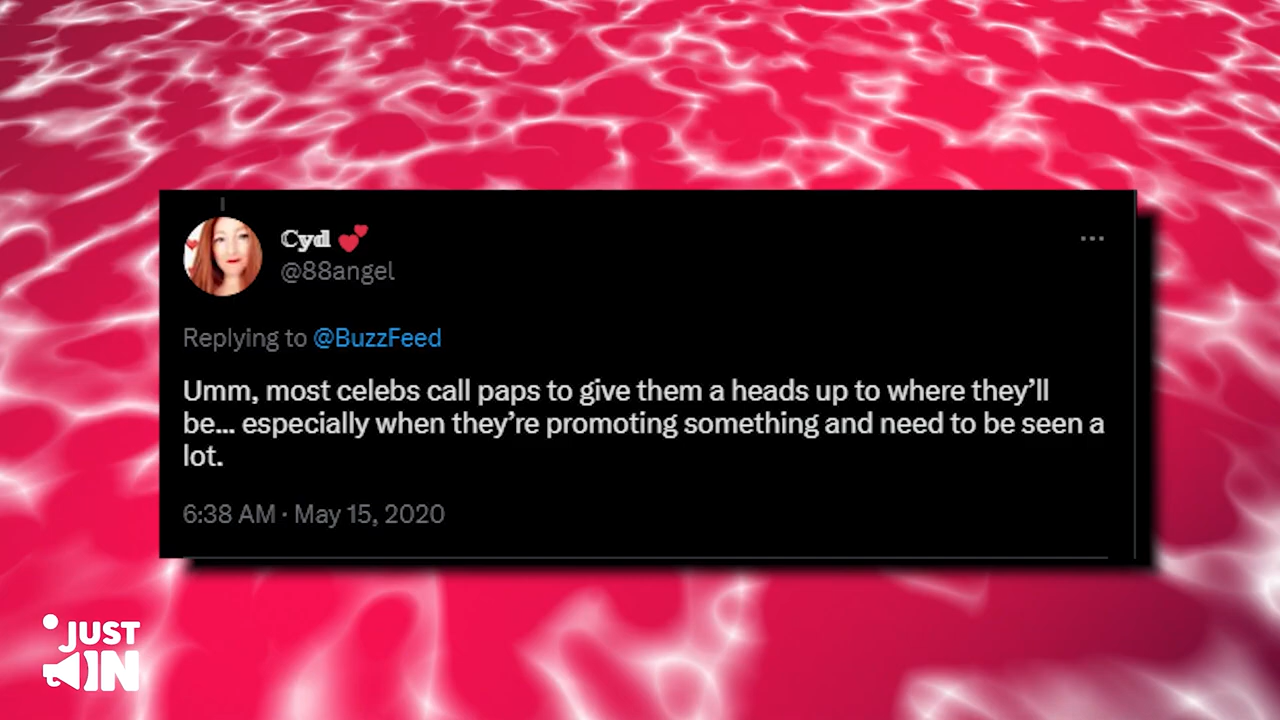 Cyd 💕
@88angel
Replying to @BuzzFeed
Umm, most celebs call paps to give them a heads up to where they’ll
be... especially when they’re promoting something and need to be seen a
lot.
6:38 AM · May 15, 2020
JUST
IN